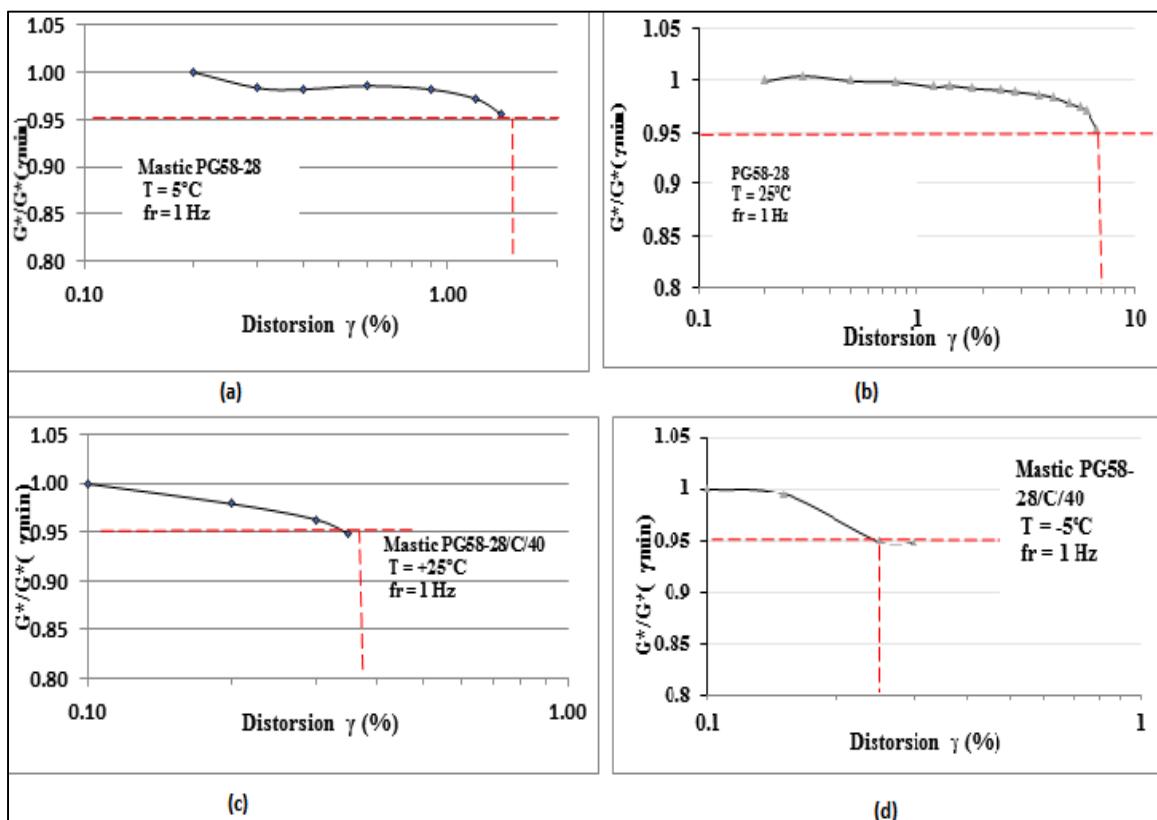 1.05
1.00
0.95
0.90
0.85
0.80
G*/G*(γmin)
Mastic PG58-28
T = 5°C
fr = 1 Hz
0.10
1.00
Distorsion γ (%)
(a)
1.05
1
0.95
0.9
0.85
0.8
G*/G*(γmin)
PG58-28
T = 25°C
fr = 1 Hz
0.1
1
10
Distorsion γ (%)
(b)
1.05
1.00
0.95
0.90
0.85
0.80
G*/G*( γmin)
Mastic PG58-28/C/40
T = +25°C
fr = 1 Hz
0.10
1.00
Distorsion γ (%)
(c)
1.05
1
0.95
0.9
0.85
0.8
G*/G*( γmin)
Mastic PG58-
28/C/40
T = -5°C
fr = 1 Hz
0.1
1
Distorsion γ (%)
(d)